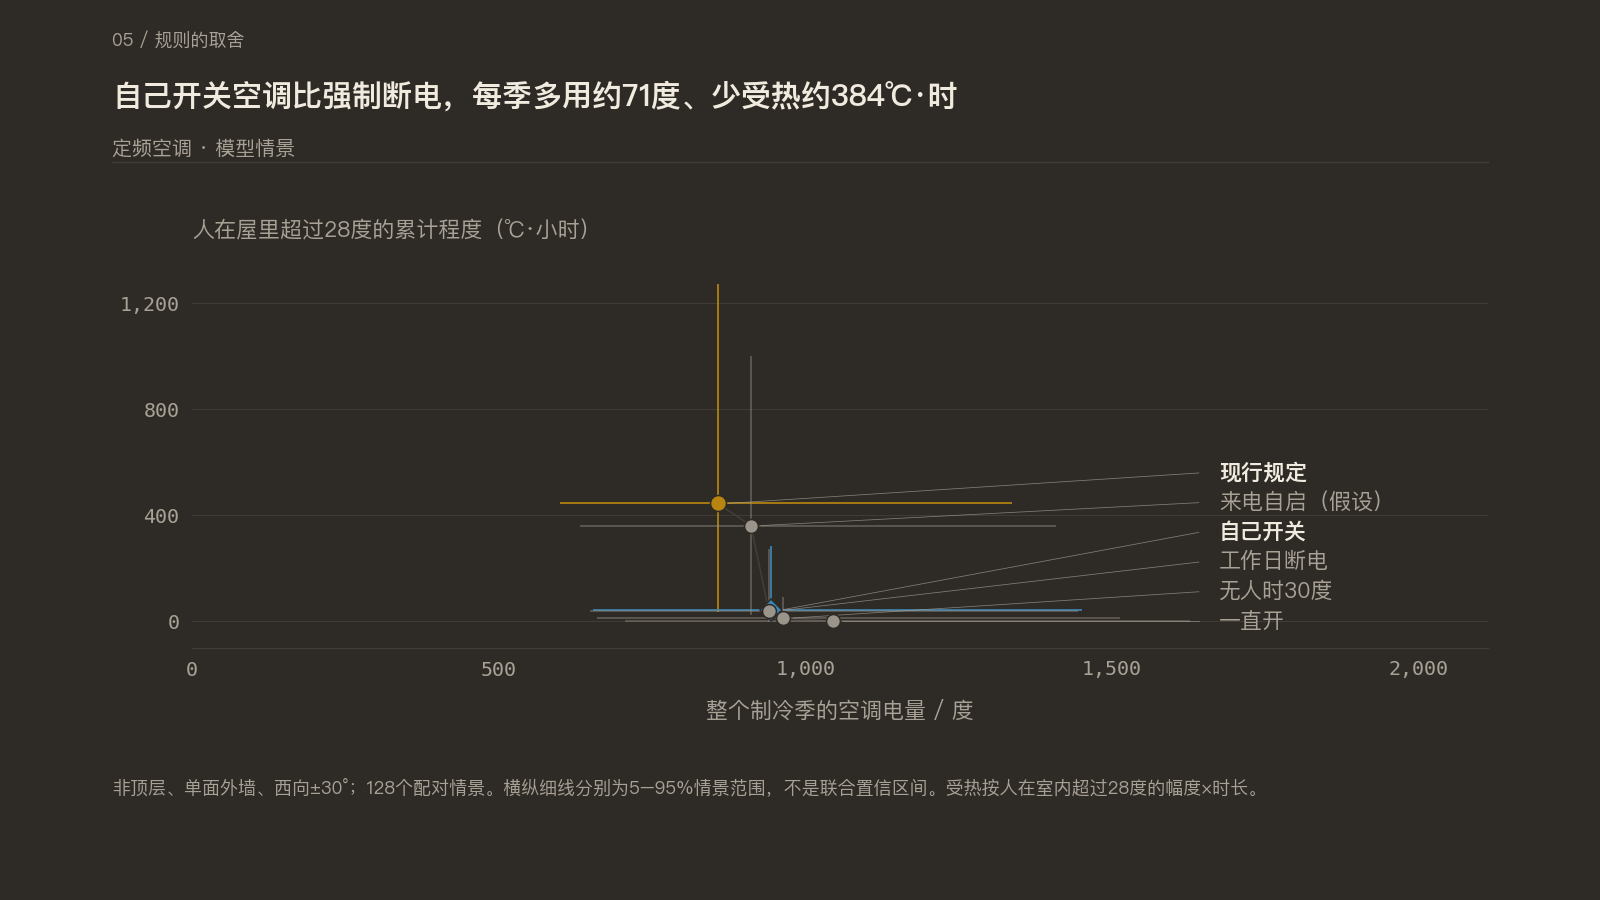 05 / 规则的取舍
自己开关空调比强制断电，每季多用约71度、少受热约384℃·时
定频空调 · 模型情景
人在屋里超过28度的累计程度（℃·小时）
1,200
800
400
0
现行规定
来电自启（假设）
自己开关
工作日断电
无人时30度
一直开
0
500
1,000
1,500
2,000
整个制冷季的空调电量 / 度
非顶层、单面外墙、西向±30°；128个配对情景。横纵细线分别为5—95%情景范围，不是联合置信区间。受热按人在室内超过28度的幅度×时长。